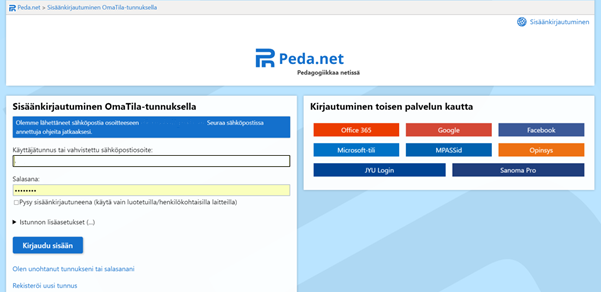 Peda.net > Sisäänkirjautuminen OmaTila-tunnuksella
Sisäänkirjautuminen
Peda.net
Pedagogiikkaa netissä
Sisäänkirjautuminen OmaTila-tunnuksella
Olemme lähettäneet sähköpostia osoitteeseen Seuraa sähköpostissa
annettuja ohjeita jatkaaksesi.
Käyttäjätunnus tai vahvistettu sähköpostiosoite:
Salasana:
••••••••
Pysy sisäänkirjautuneena (käytä vain luotetuilla/henkilökohtaisilla laitteilla)
Istunnon lisäasetukset (...)
Kirjaudu sisään
Olen unohtanut tunnukseni tai salasanani
Rekisteröi uusi tunnus
Kirjautuminen toisen palvelun kautta
Office 365
Google
Facebook
Microsoft-tili
MPASSid
Opinsys
JYU Login
Sanoma Pro